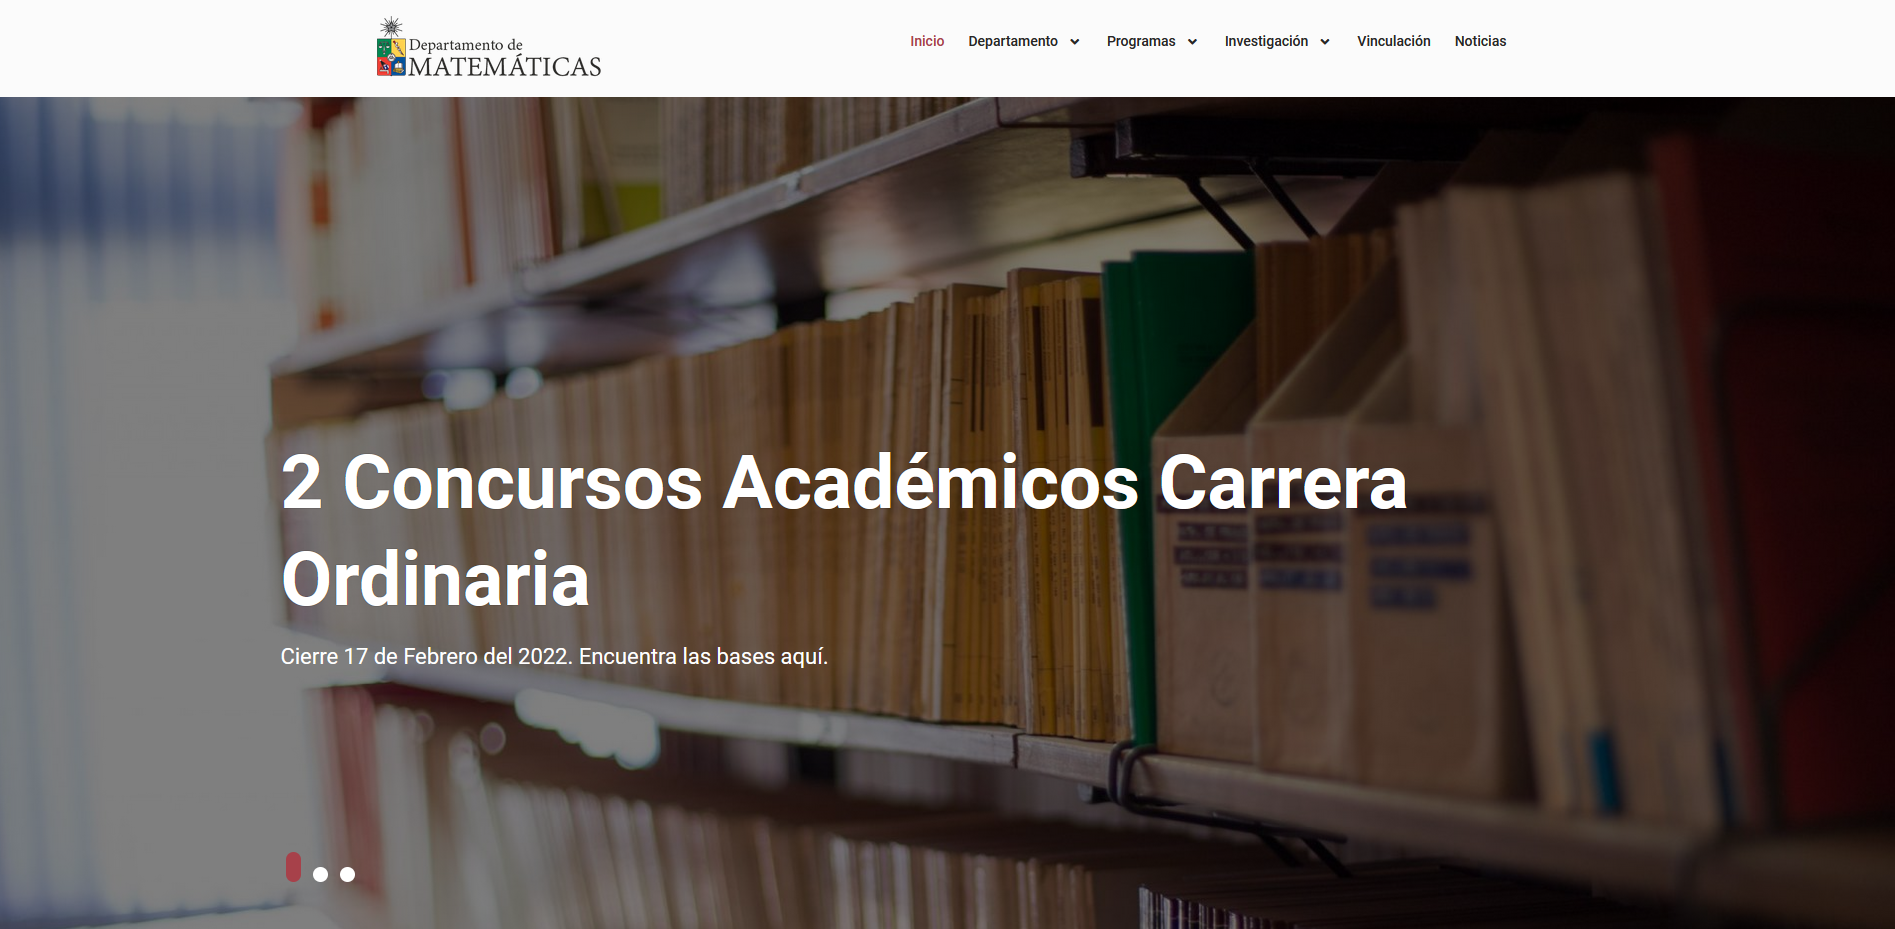 Departamento de
MATEMÁTICAS
Inicio
Departamento
Programas
Investigación
Vinculación
Noticias
2 Concursos Académicos Carrera
Ordinaria
Cierre 17 de Febrero del 2022. Encuentra las bases aquí.